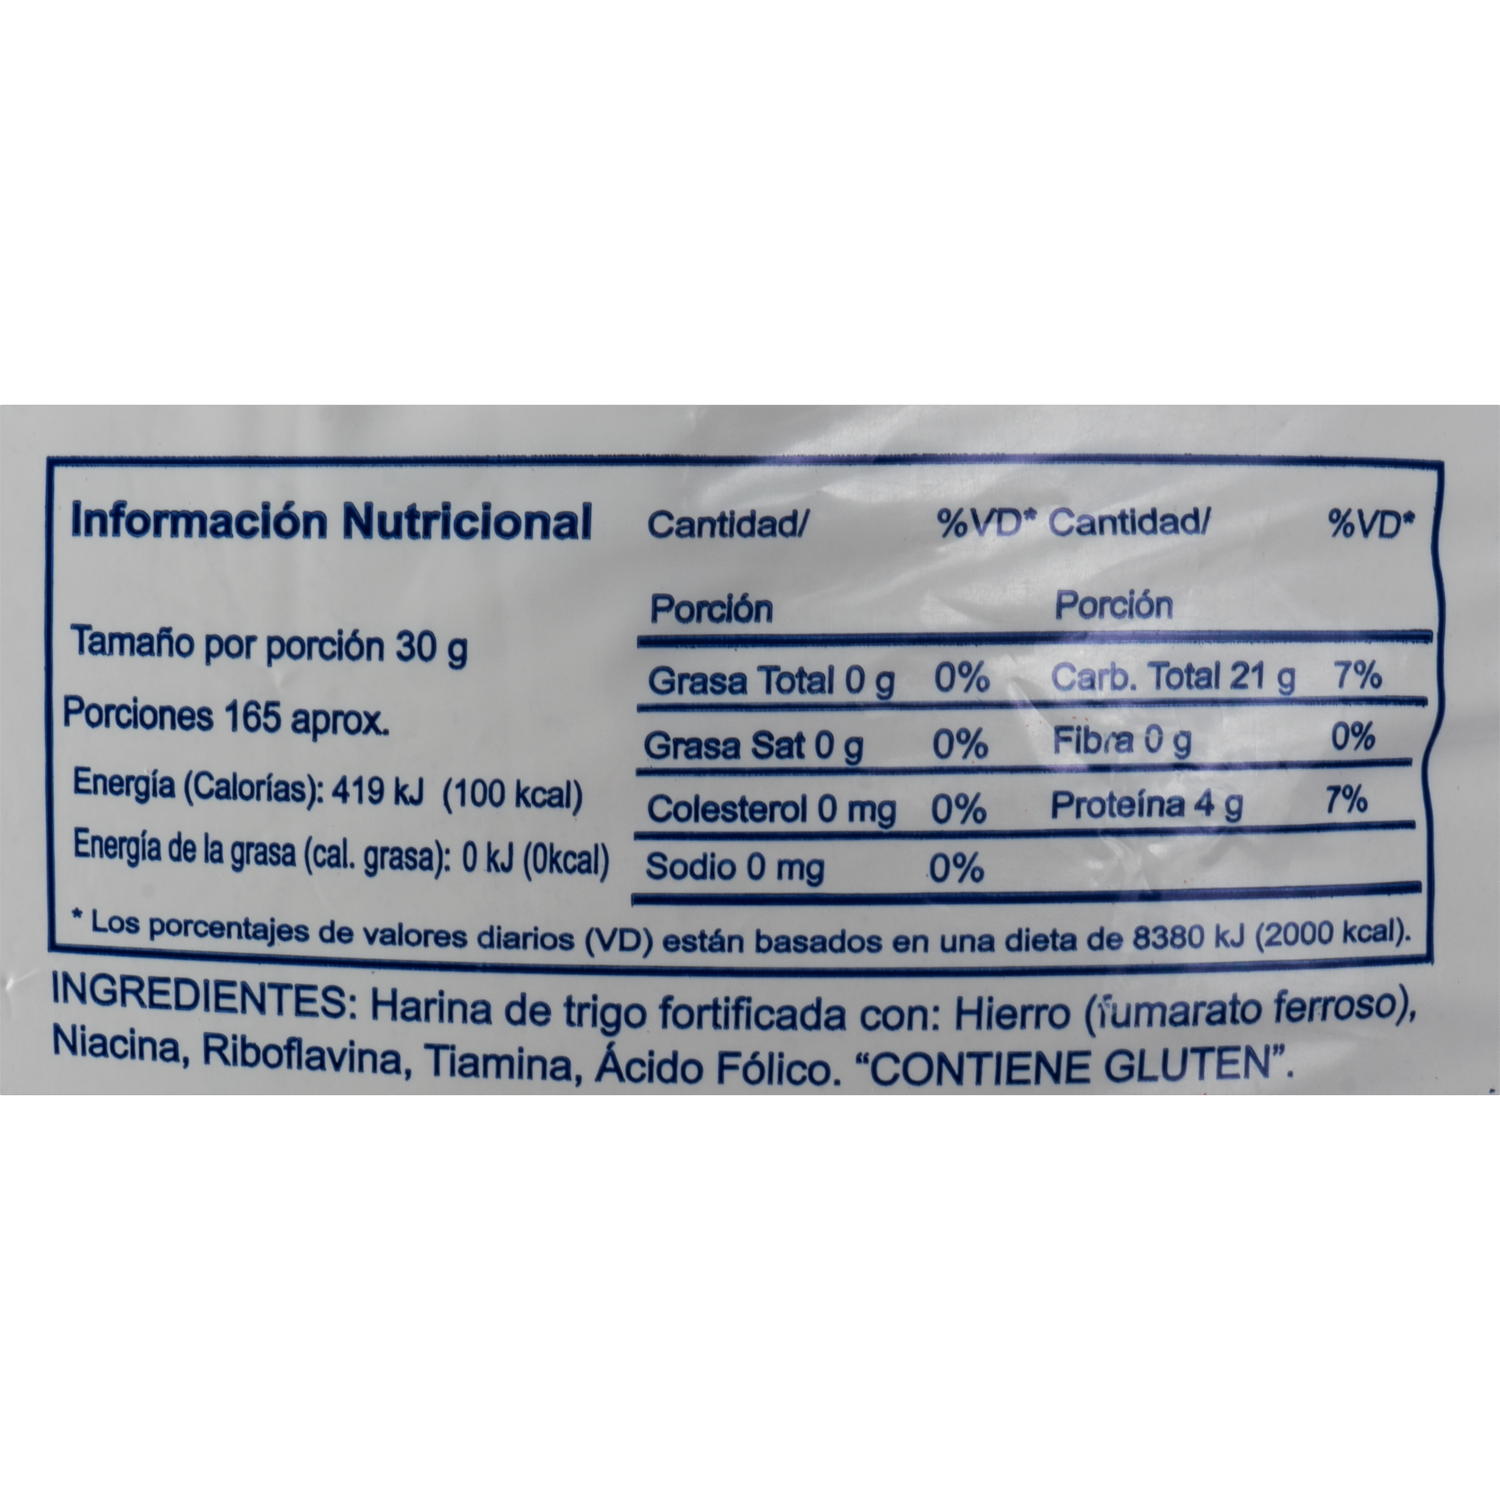 Información Nutricional
Cantidad/ %VD* Cantidad/ %VD*
Porción Porción
Tamaño por porción 30 g
Porciones 165 aprox.
Energía (Calorías): 419 kJ (100 kcal)
Energía de la grasa (cal. grasa): 0 kJ (0kcal)
Grasa Total 0 g 0% Carb. Total 21 g 7%
Grasa Sat 0 g 0% Fibra 0 g 0%
Colesterol 0 mg 0% Proteína 4 g 7%
Sodio 0 mg 0%
* Los porcentajes de valores diarios (VD) están basados en una dieta de 8380 kJ (2000 kcal).
INGREDIENTES: Harina de trigo fortificada con: Hierro (fumarato ferroso),
Niacina, Riboflavina, Tiamina, Ácido Fólico. “CONTIENE GLUTEN”.